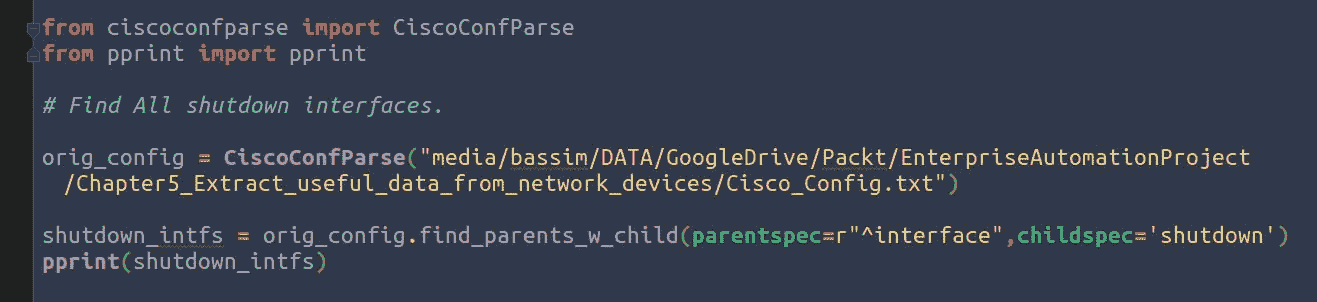 from ciscoconfparse import CiscoConfParse
from pprint import pprint
# Find All shutdown interfaces.
orig_config = CiscoConfParse("media/bassim/DATA/GoogleDrive/Packt/EnterpriseAutomationProject
/Chapter5_Extract_useful_data_from_network_devices/Cisco_Config.txt")
shutdown_intfs = orig_config.find_parents_w_child(parentspec=r"^interface",childspec='shutdown')
pprint(shutdown_intfs)